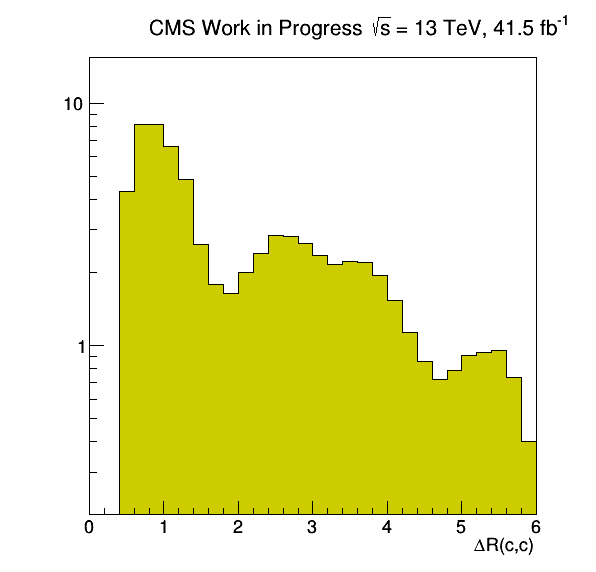 CMS Work in Progress √s = 13 TeV, 41.5 fb⁻¹
10
1
0 1 2 3 4 5 6
ΔR(c,c)